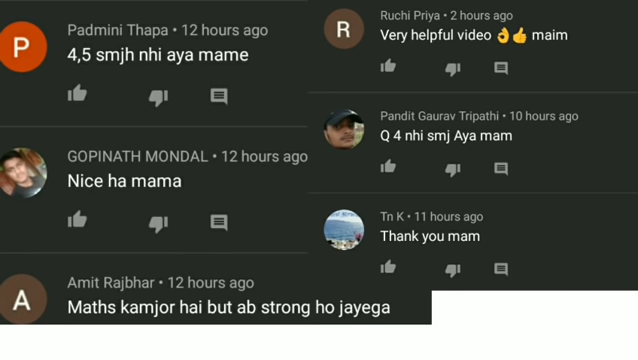 Padmini Thapa • 12 hours ago
4,5 smjh nhi aya mame
GOPINATH MONDAL • 12 hours ago
Nice ha mama
A
Amit Rajbhar • 12 hours ago
Maths kamjor hai but ab strong ho jayega
P
R
Ruchi Priya • 2 hours ago
Very helpful video 👌👍 maim
Pandit Gaurav Tripathi • 10 hours ago
Q 4 nhi smj Aya mam
Tn K • 11 hours ago
Thank you mam